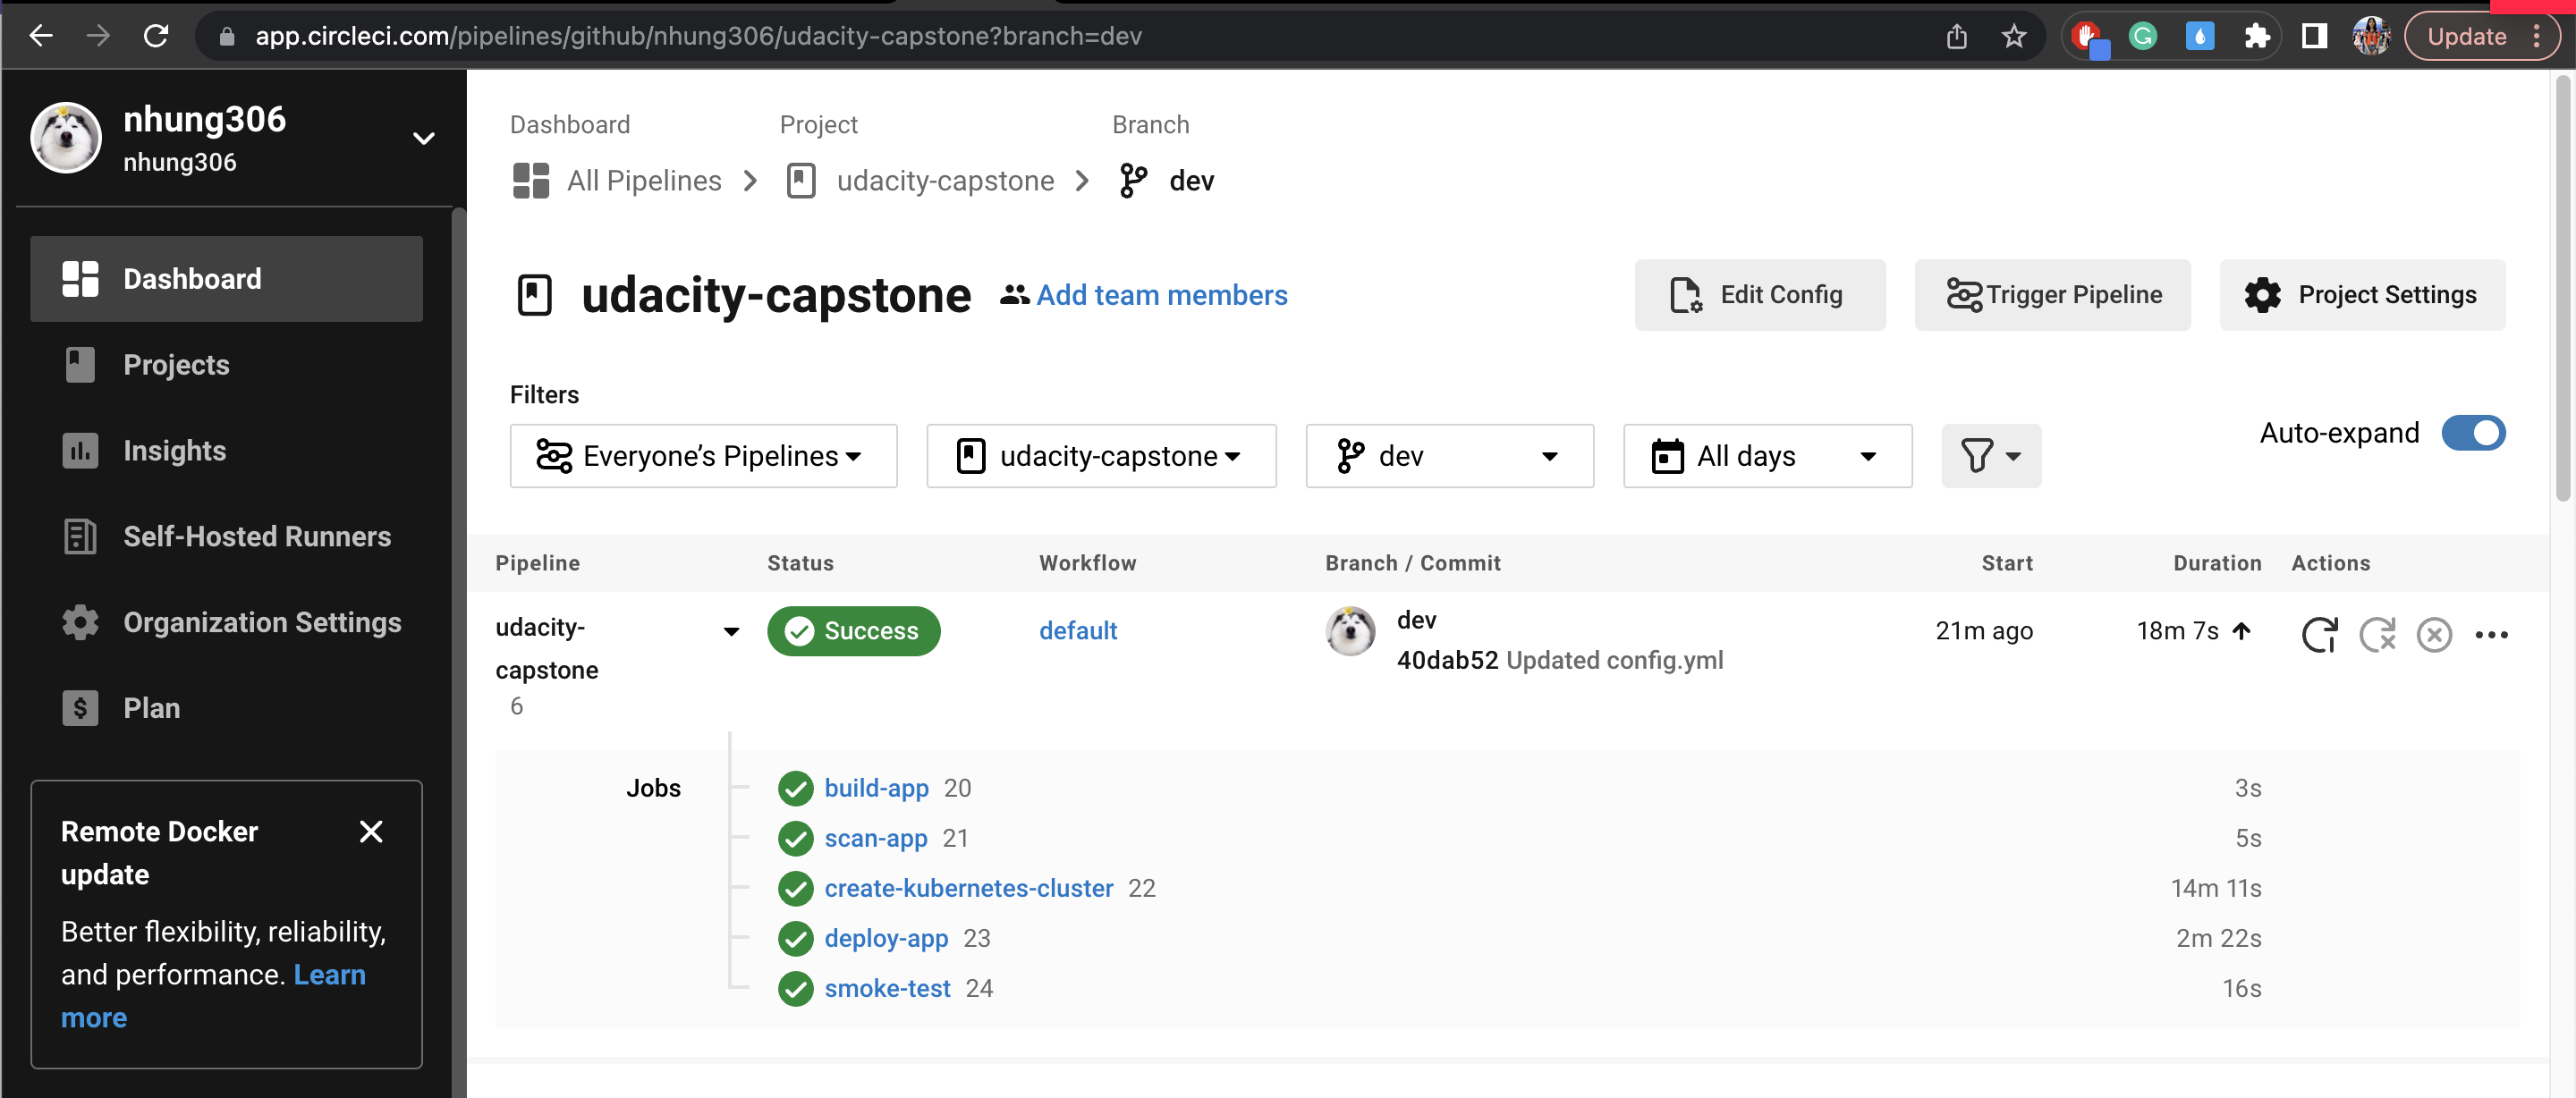 app.circleci.com/pipelines/github/nhung306/udacity-capstone?branch=dev
Update
nhung306
nhung306
Dashboard
Projects
Insights
Self-Hosted Runners
Organization Settings
Plan
Remote Docker
update
Better flexibility, reliability,
and performance. Learn
more
Dashboard Project Branch
All Pipelines udacity-capstone dev
udacity-capstone Add team members Edit Config Trigger Pipeline Project Settings
Filters
Everyone’s Pipelines udacity-capstone dev All days Auto-expand
Pipeline Status Workflow Branch / Commit Start Duration Actions
udacity-
capstone
6
Success default
dev
40dab52 Updated config.yml
21m ago 18m 7s
Jobs
build-app 20 3s
scan-app 21 5s
create-kubernetes-cluster 22 14m 11s
deploy-app 23 2m 22s
smoke-test 24 16s